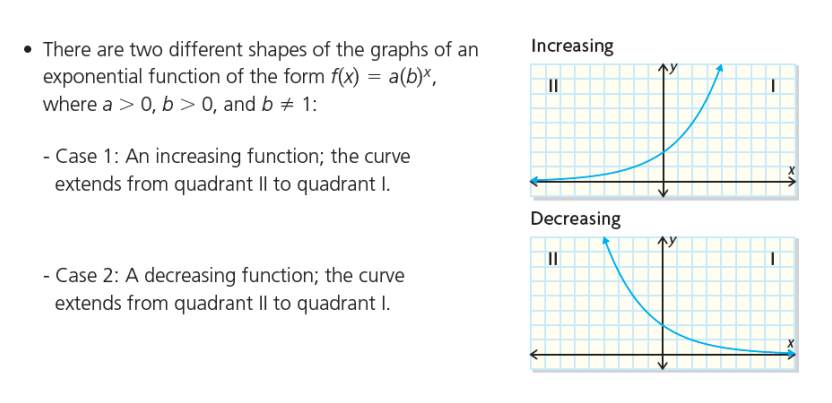 • There are two different shapes of the graphs of an
exponential function of the form f(x) = a(b)ˣ,
where a > 0, b > 0, and b ≠ 1:
- Case 1: An increasing function; the curve
extends from quadrant II to quadrant I.
- Case 2: A decreasing function; the curve
extends from quadrant II to quadrant I.
Increasing
y
II
I
x
Decreasing
y
II
I
x